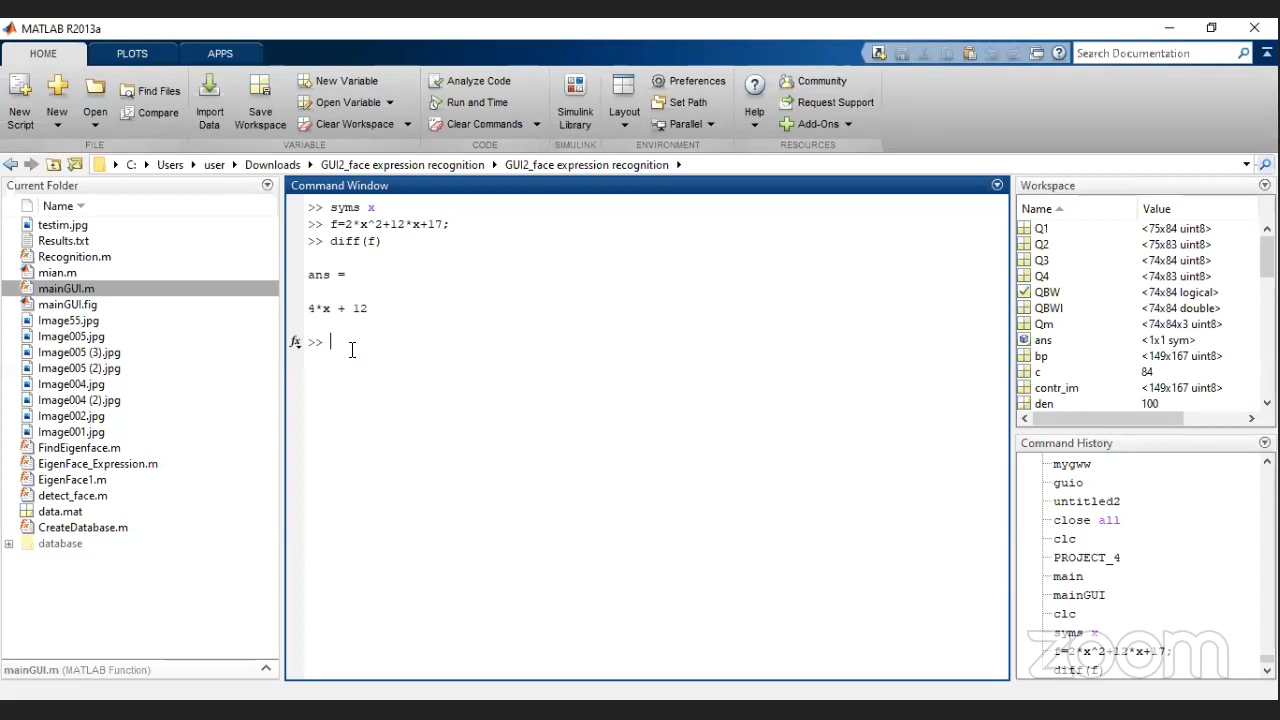 MATLAB R2013a
HOME
PLOTS
APPS
Search Documentation
New Script
New
Open
Find Files
Compare
Import Data
Save Workspace
New Variable
Open Variable
Clear Workspace
Analyze Code
Run and Time
Clear Commands
Simulink Library
Layout
Preferences
Set Path
Parallel
Help
Community
Request Support
Add-Ons
FILE
VARIABLE
CODE
SIMULINK
ENVIRONMENT
RESOURCES
C: Users user Downloads GUI2_face expression recognition GUI2_face expression recognition
Current Folder
Name
testim.jpg
Results.txt
Recognition.m
mian.m
mainGUI.m
mainGUI.fig
Image55.jpg
Image005.jpg
Image005 (3).jpg
Image005 (2).jpg
Image004.jpg
Image004 (2).jpg
Image002.jpg
Image001.jpg
FindEigenface.m
EigenFace_Expression.m
EigenFace1.m
detect_face.m
data.mat
CreateDatabase.m
database
mainGUI.m (MATLAB Function)
Command Window
>> syms x
>> f=2*x^2+12*x+17;
>> diff(f)
ans =
4*x + 12
fx >>
Workspace
Name Value
Q1 <75x84 uint8>
Q2 <75x83 uint8>
Q3 <74x84 uint8>
Q4 <74x83 uint8>
QBW <74x84 logical>
QBWI <74x84 double>
Qm <74x84x3 uint8>
ans <1x1 sym>
bp <149x167 uint8>
c 84
contr_im <149x167 uint8>
den 100
Command History
mygww
guio
untitled2
close all
clc
PROJECT_4
main
mainGUI
clc
syms x
f=2*x^2+12*x+17;
diff(f)
zoom